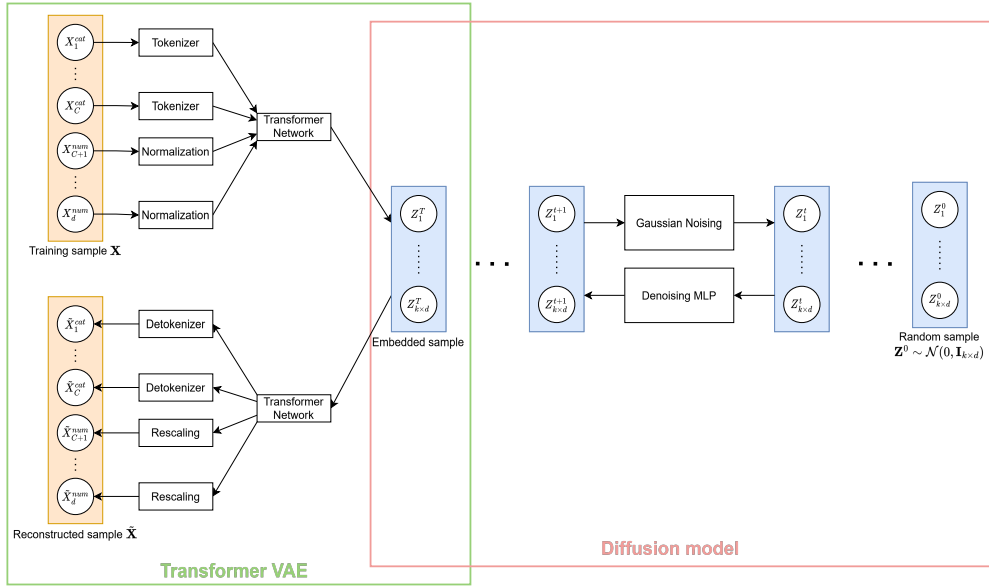 X_1^{cat}
Tokenizer
X_C^{cat}
Tokenizer
Transformer
Network
X_{C+1}^{num}
Normalization
X_d^{num}
Normalization
Training sample X
Z_1^T
Z_{k×d}^T
Embedded sample
...
Z_1^{t+1}
Z_{k×d}^{t+1}
Gaussian Noising
Denoising MLP
Z_1^t
Z_{k×d}^t
...
Z_1^0
Z_{k×d}^0
Random sample
Z^0 ∼ 𝒩(0, I_{k×d})
X̃_1^{cat}
Detokenizer
X̃_C^{cat}
Detokenizer
Transformer
Network
X̃_{C+1}^{num}
Rescaling
X̃_d^{num}
Rescaling
Reconstructed sample X̃
Transformer VAE
Diffusion model